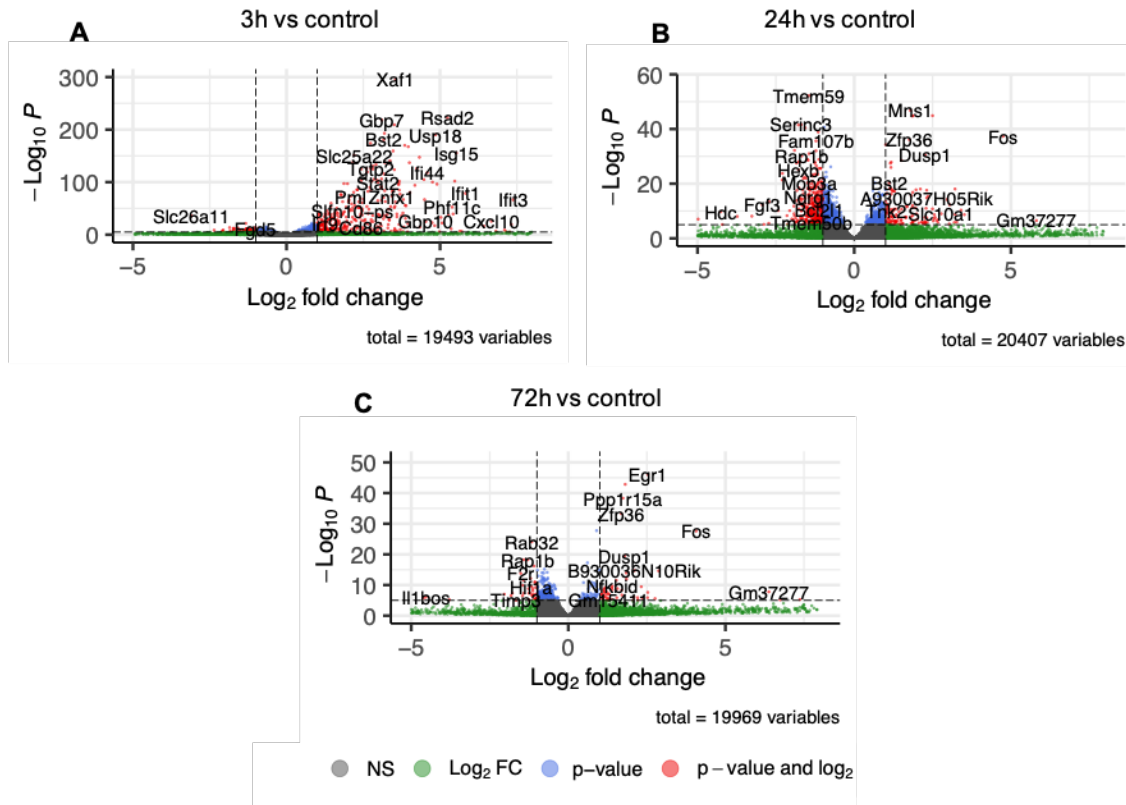 3h vs control
A
300
200
100
0
−Log10 P
Xaf1
Gbp7
Rsad2
Bst2
Usp18
Slc25a22
Isg15
Tgtp2
Ifi44
Stat2
Pml
Znfx1
Ifit1
Ifit3
Phf11c
Slc26a11
Gbp10
Cxcl10
Fgd5
Cd86
−5
0
5
Log2 fold change
total = 19493 variables
24h vs control
B
60
40
20
0
−Log10 P
Tmem59
Mns1
Serinc3
Fam107b
Zfp36
Fos
Rap1b
Dusp1
Hexb
Mob3a
Bst2
A930037H05Rik
Fgf3
Hdc
Slc10a1
Gm37277
Tmem50b
−5
0
5
Log2 fold change
total = 20407 variables
72h vs control
C
50
40
30
20
10
0
−Log10 P
Egr1
Ppp1r15a
Zfp36
Fos
Rab32
Rap1b
Dusp1
F2r
B930036N10Rik
Hif1a
Nfkbid
Il1bos
Timp3
Gm15411
Gm37277
−5
0
5
Log2 fold change
total = 19969 variables
NS
Log2 FC
p−value
p − value and log2